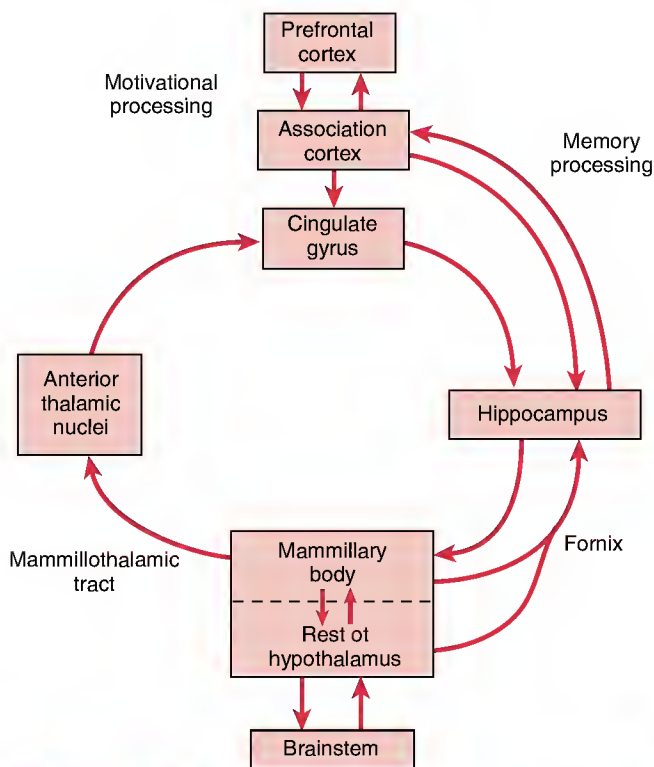 Prefrontal
cortex
Motivational
processing
Association
cortex
Memory
processing
Cingulate
gyrus
Anterior
thalamic
nuclei
Hippocampus
Mammillothalamic
tract
Mammillary
body
Fornix
Rest ot
hypothalamus
Brainstem